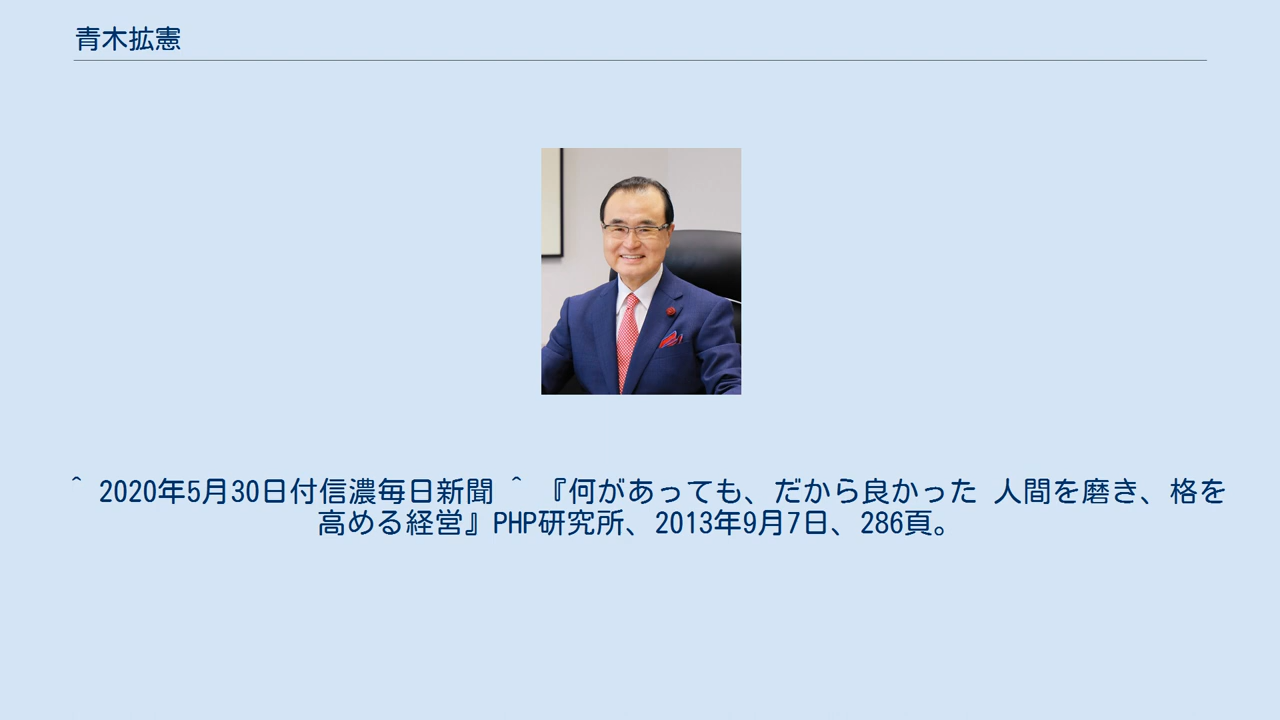 青木拡憲
^ 2020年5月30日付信濃毎日新聞 ^ 『何があっても、だから良かった 人間を磨き、格を
高める経営』PHP研究所、2013年9月7日、286頁。